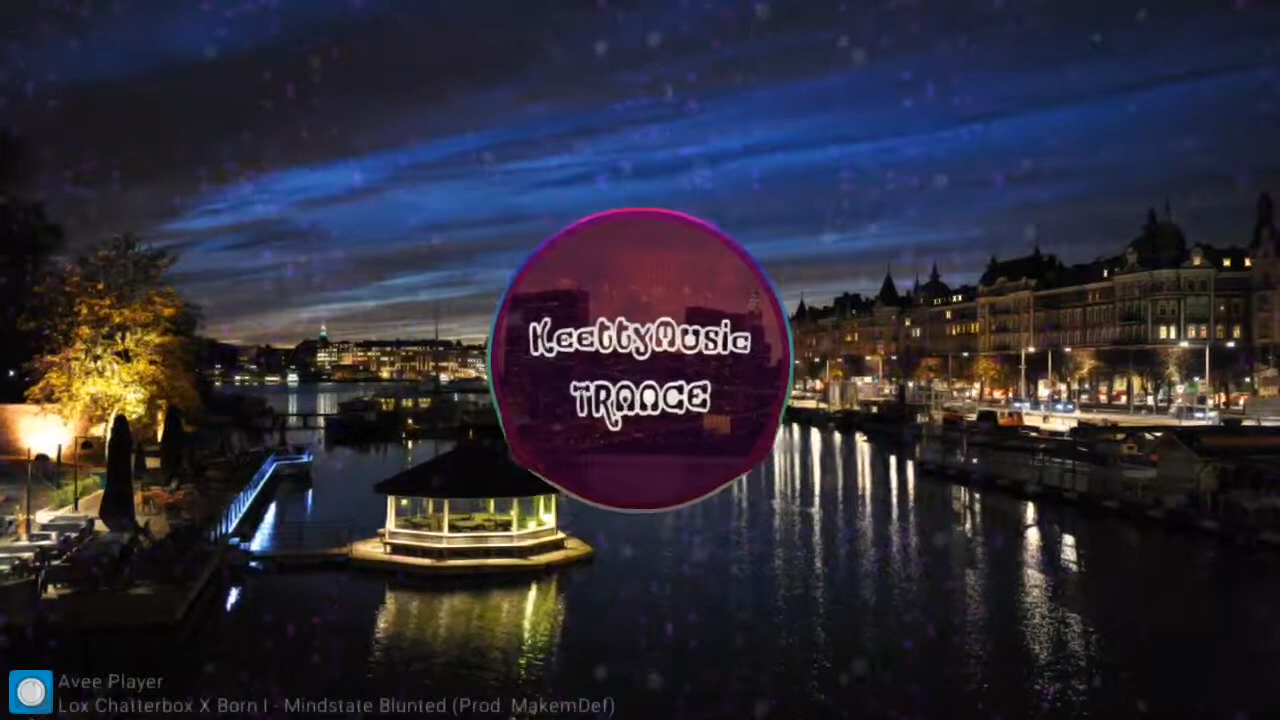 KeettyMusic
TRANCE
Avee Player
Lox Chatterbox X Born I - Mindstate Blunted (Prod. MakemDef)